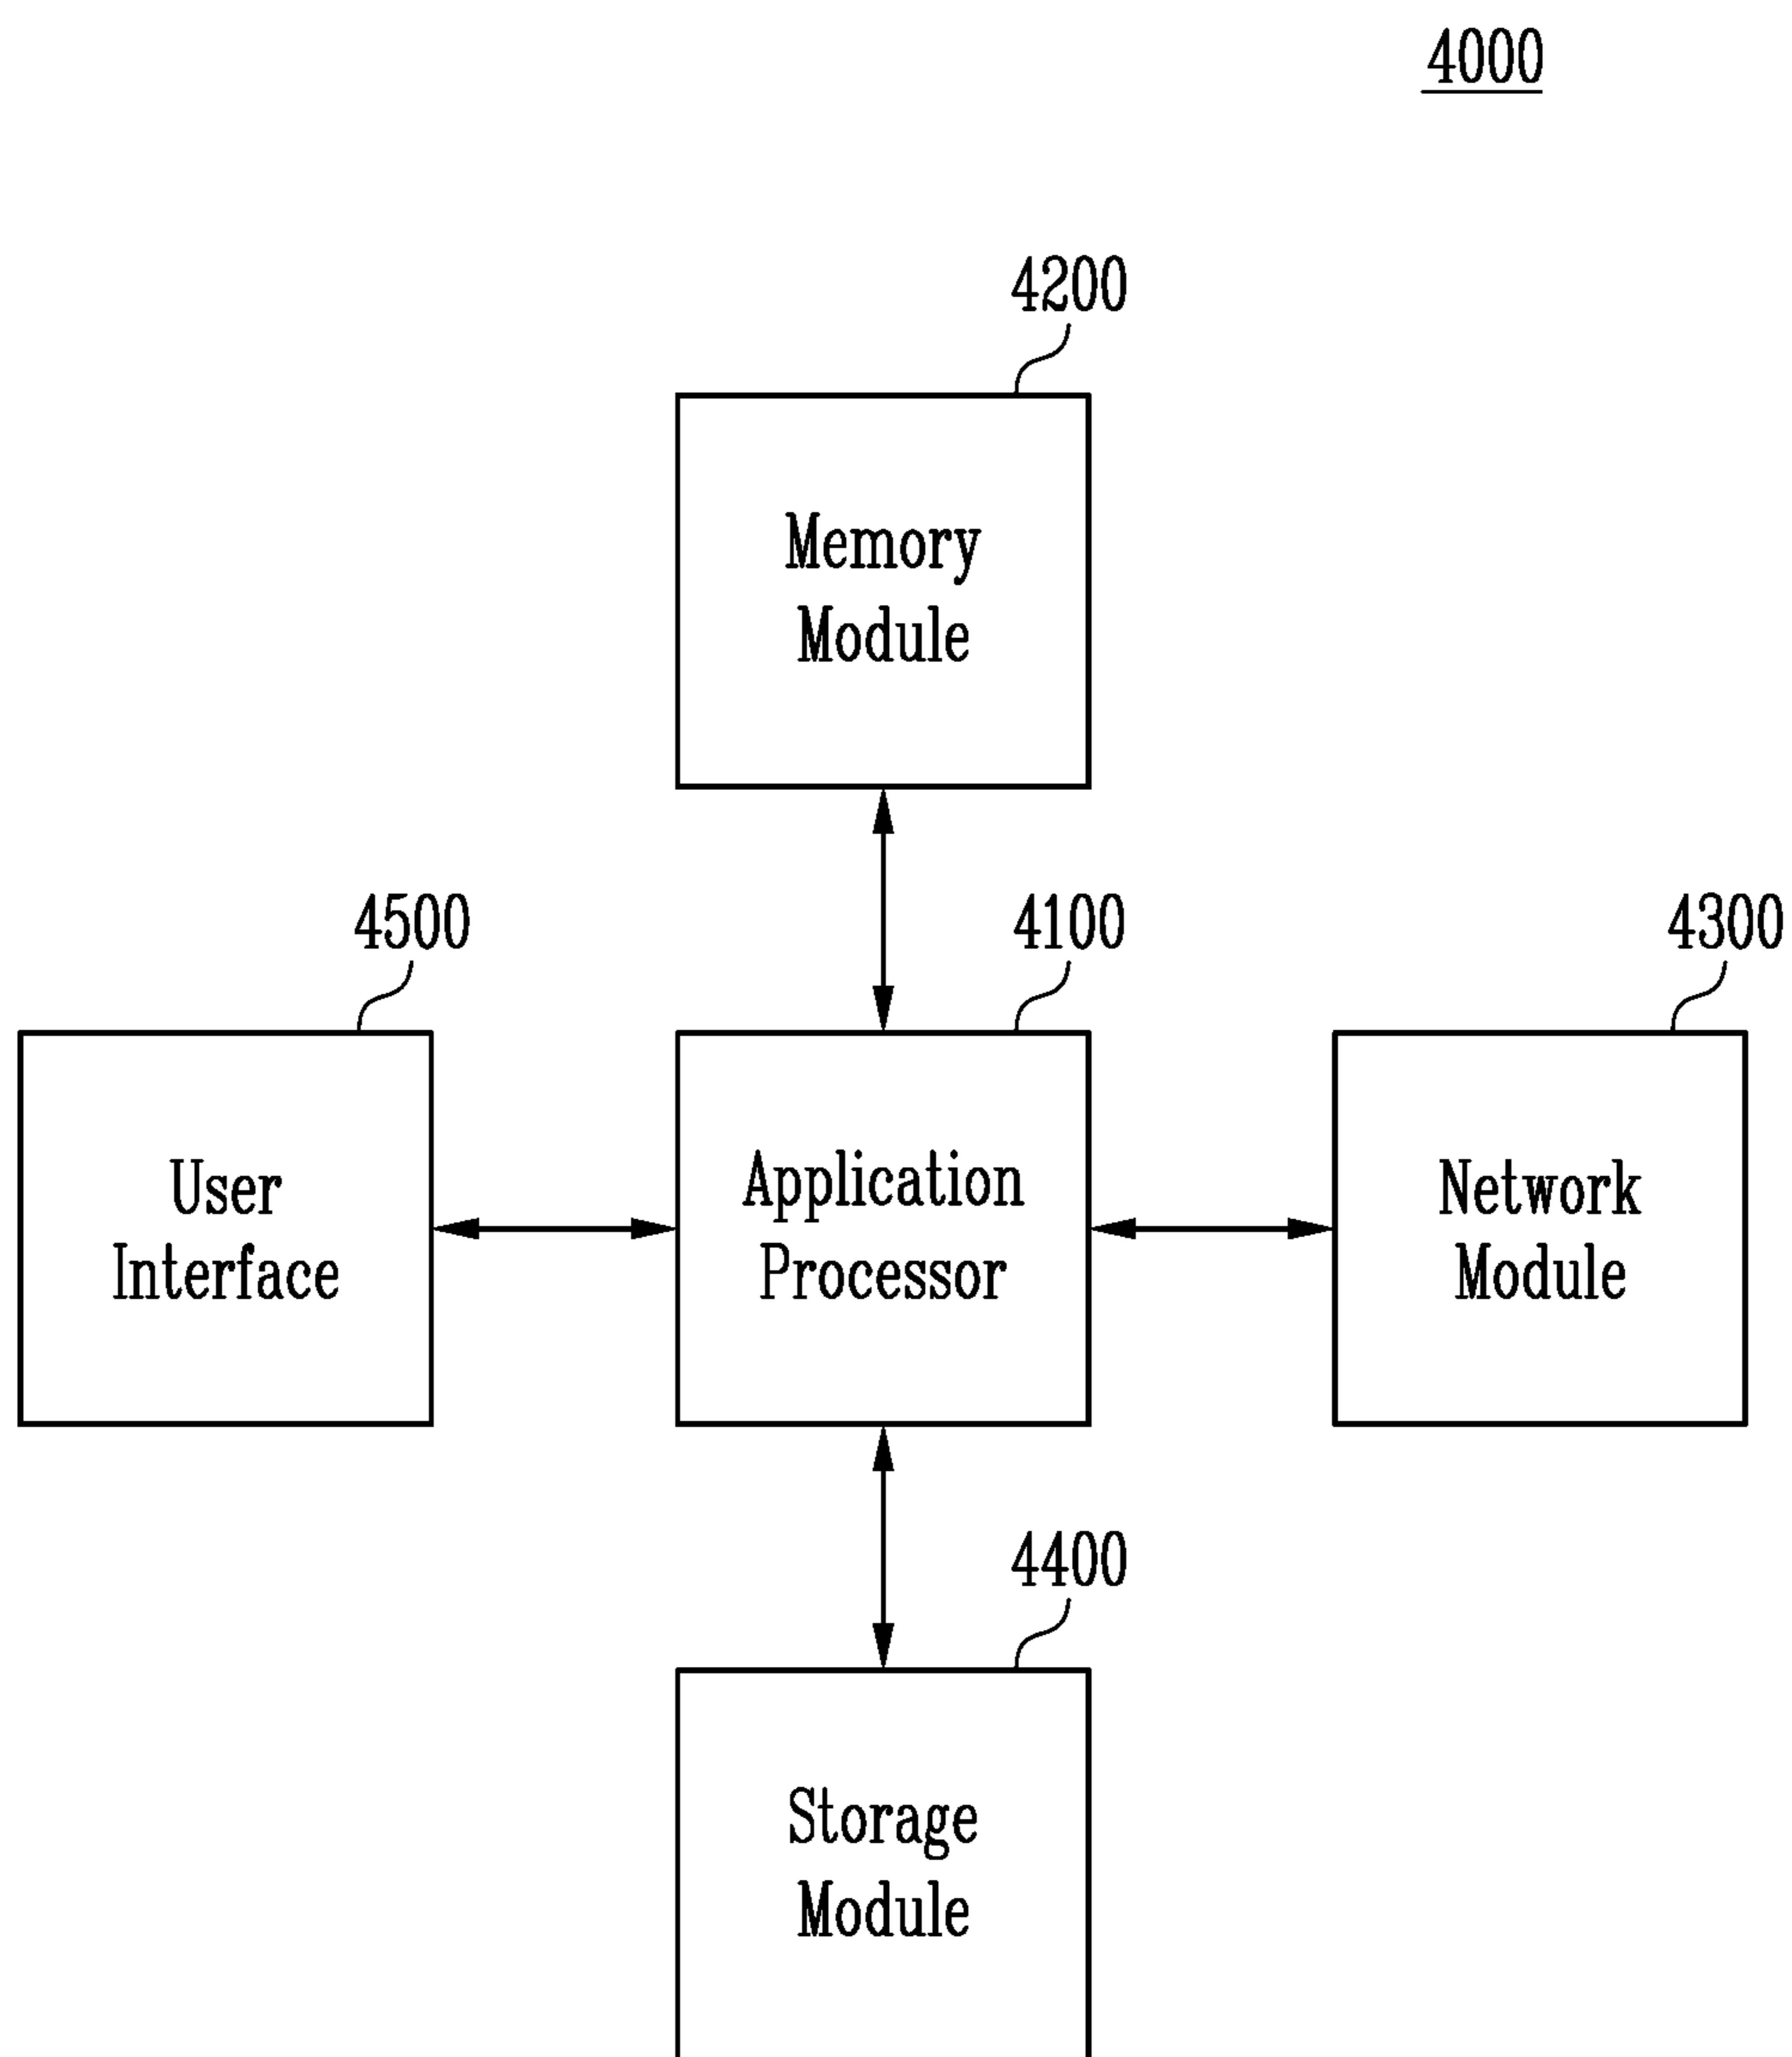 4000
4200
Memory
Module
4500
4100
4300
User
Interface
Application
Processor
Network
Module
4400
Storage
Module